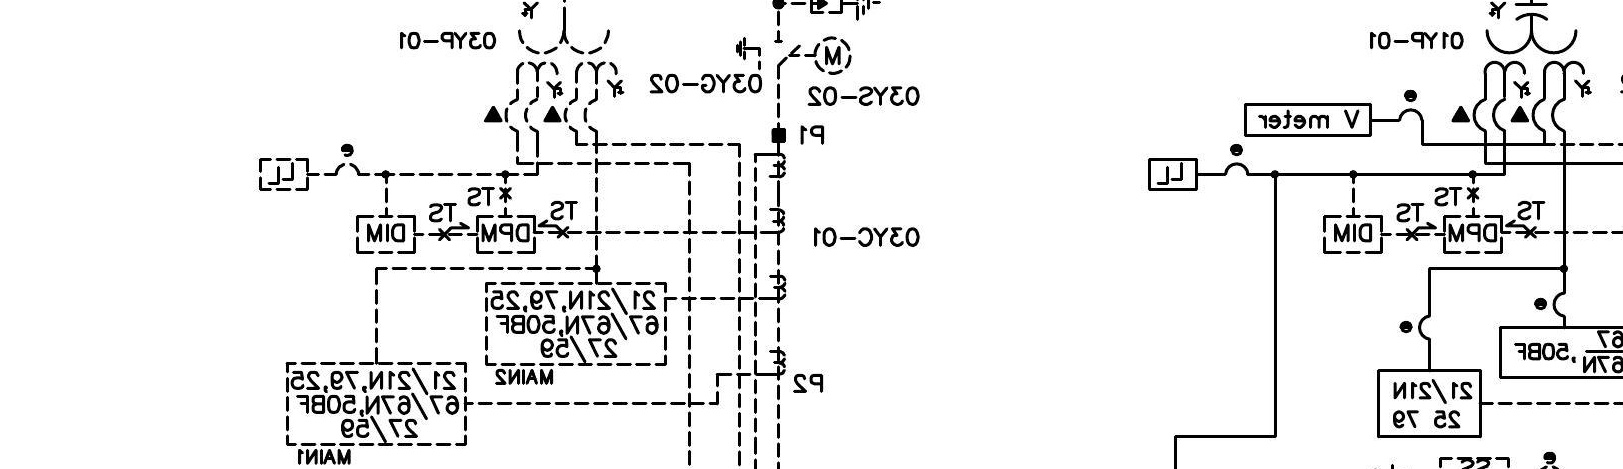 03YP-01
03YG-02
M
03YS-02
P1
e
LL
TS
TS
TS
DIM
DPM
03YC-01
21/21N,79,25
67/67N,50BF
27/59
MAIN2
P2
21/21N,79,25
67/67N,50BF
27/59
MAIN1
01YP-01
e
V meter
e
LL
TS
TS
TS
DIM
DPM
e
e
67
67N ,50BF
21/21N
25 79
e